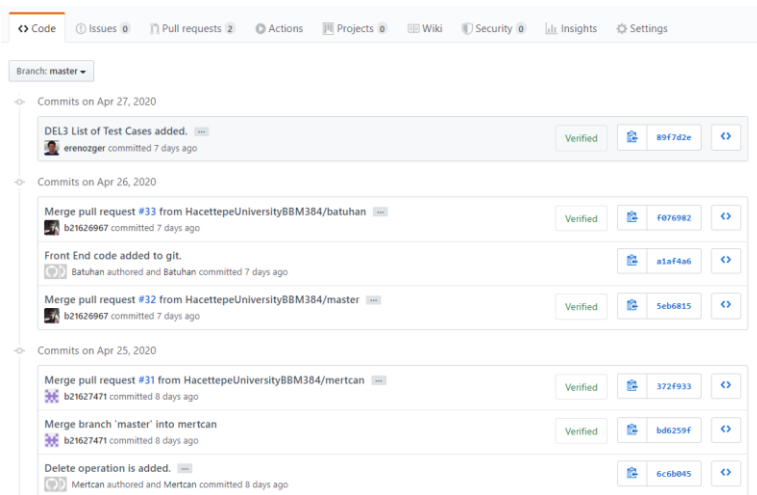 <> Code Issues 0 Pull requests 2 Actions Projects 0 Wiki Security 0 Insights Settings
Branch: master
Commits on Apr 27, 2020
DEL3 List of Test Cases added. ...
erenozger committed 7 days ago
Verified 89f7d2e <>
Commits on Apr 26, 2020
Merge pull request #33 from HacettepeUniversityBBM384/batuhan ...
b21626967 committed 7 days ago
Verified f076982 <>
Front End code added to git.
Batuhan authored and Batuhan committed 7 days ago
a1af4a6 <>
Merge pull request #32 from HacettepeUniversityBBM384/master ...
b21626967 committed 7 days ago
Verified 5eb6815 <>
Commits on Apr 25, 2020
Merge pull request #31 from HacettepeUniversityBBM384/mertcan ...
b21627471 committed 8 days ago
Verified 372f933 <>
Merge branch 'master' into mertcan
b21627471 committed 8 days ago
Verified bd6259f <>
Delete operation is added. ...
Mertcan authored and Mertcan committed 8 days ago
6c6b045 <>